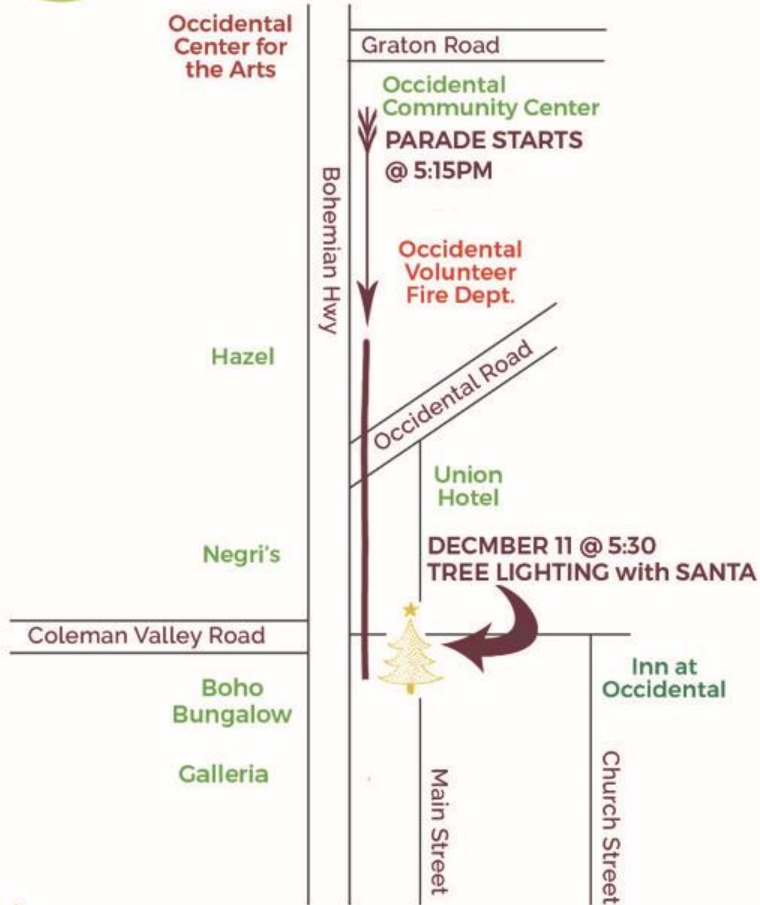 Occidental
Center for
the Arts
Graton Road
Occidental
Community Center
PARADE STARTS
@ 5:15PM
Bohemian Hwy
Occidental
Volunteer
Fire Dept.
Hazel
Occidental Road
Union
Hotel
Negri's
DECMBER 11 @ 5:30
TREE LIGHTING with SANTA
Coleman Valley Road
Inn at
Occidental
Boho
Bungalow
Galleria
Main Street
Church Street